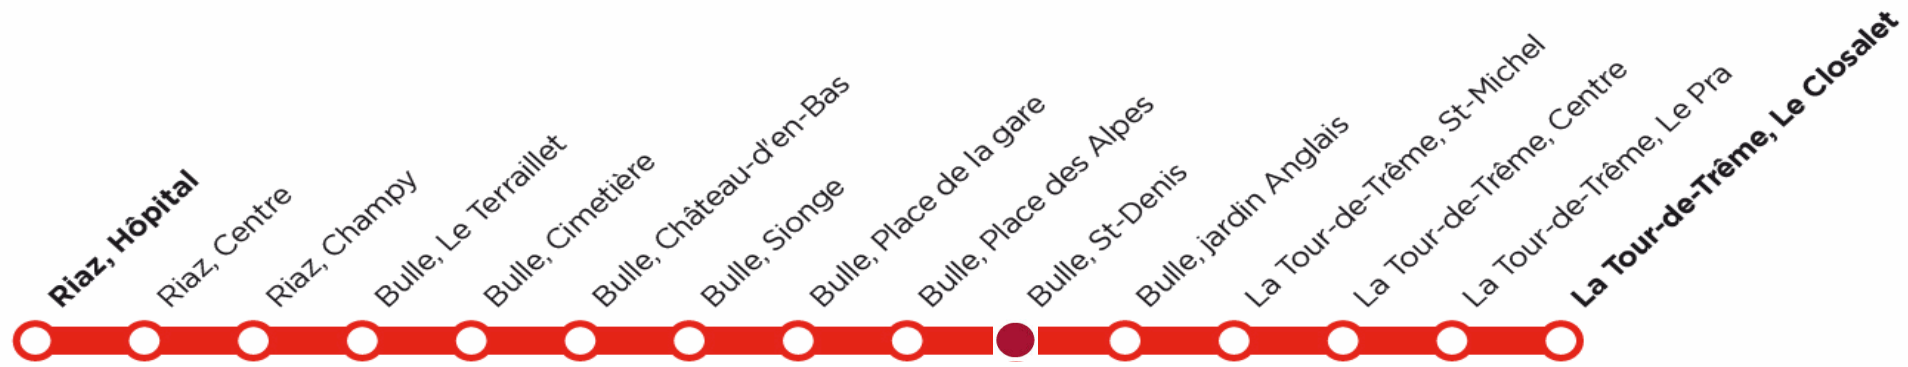 Riaz, Hôpital
Riaz, Centre
Riaz, Champy
Bulle, Le Terraillet
Bulle, Cimetière
Bulle, Château-d'en-Bas
Bulle, Sionge
Bulle, Place de la gare
Bulle, Place des Alpes
Bulle, St-Denis
Bulle, jardin Anglais
La Tour-de-Trême, St-Michel
La Tour-de-Trême, Centre
La Tour-de-Trême, Le Pra
La Tour-de-Trême, Le Closalet